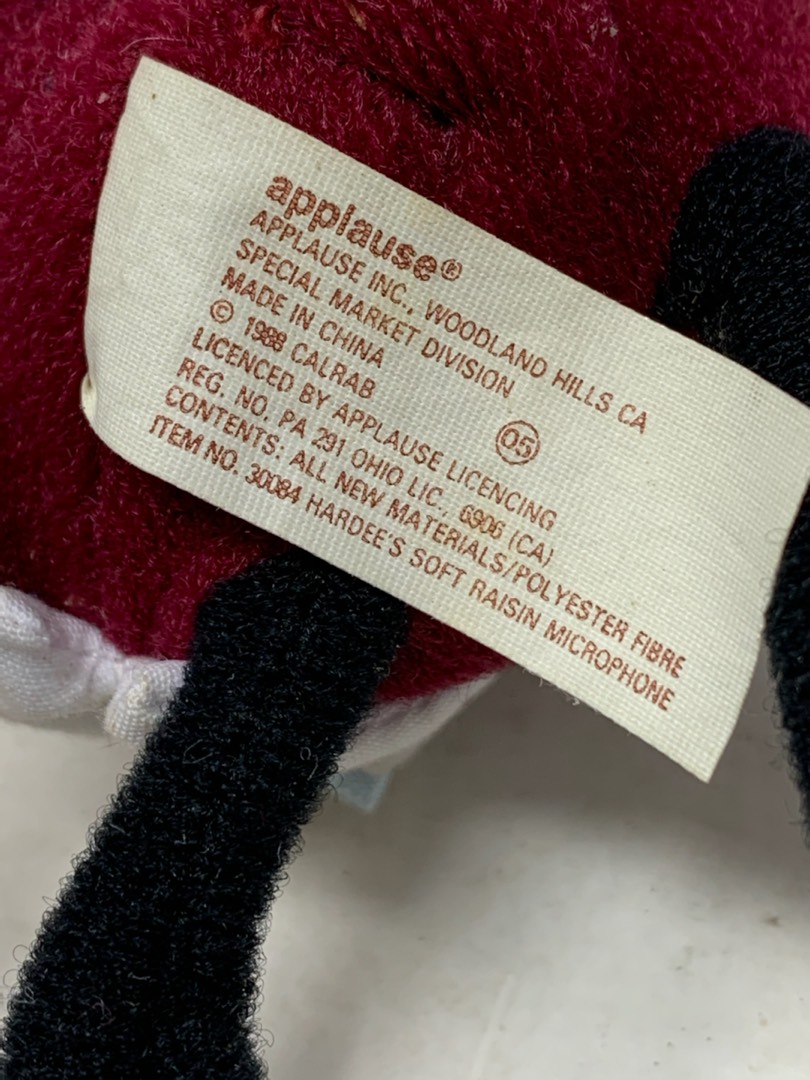 applause®
APPLAUSE INC., WOODLAND HILLS CA
SPECIAL MARKET DIVISION
MADE IN CHINA
© 1988 CALRAB
05
LICENCED BY APPLAUSE LICENCING
REG. NO. PA 291 OHIO LIC., 6906 (CA)
CONTENTS: ALL NEW MATERIALS/POLYESTER FIBRE
ITEM NO. 30084 HARDEE'S SOFT RAISIN MICROPHONE